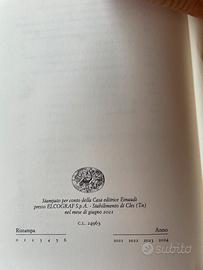 Stampato per conto della Casa editrice Einaudi
presso ELCOGRAF S.p.A. - Stabilimento di Cles (Tn)
nel mese di giugno 2021
C.L. 24963
Ristampa Anno
0 1 2 3 4 5 6 2021 2022 2023 2024
subito